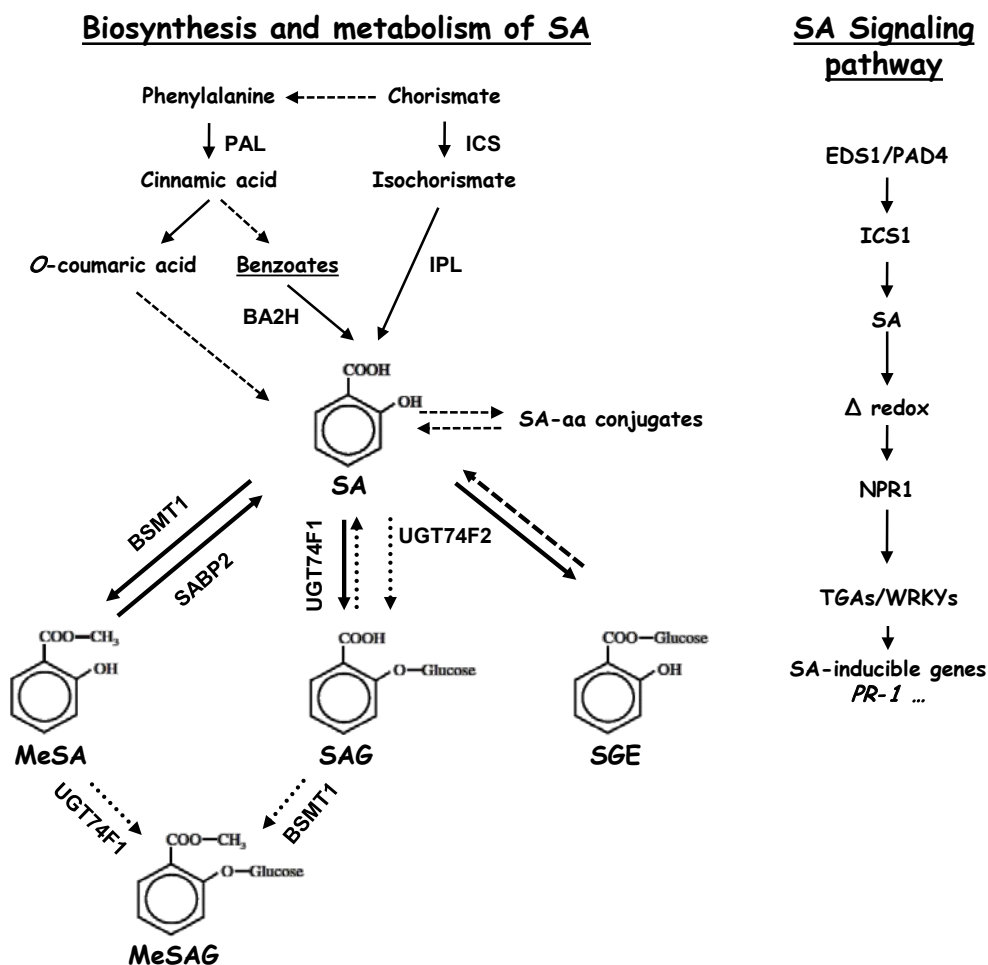 Biosynthesis and metabolism of SA
Phenylalanine
Chorismate
PAL
ICS
Cinnamic acid
Isochorismate
O-coumaric acid
Benzoates
IPL
BA2H
COOH
OH
SA
SA-aa conjugates
BSMT1
SABP2
UGT74F1
UGT74F2
COO—CH3
OH
MeSA
COOH
O—Glucose
SAG
COO—Glucose
OH
SGE
UGT74F1
BSMT1
COO—CH3
O—Glucose
MeSAG
SA Signaling
pathway
EDS1/PAD4
ICS1
SA
Δ redox
NPR1
TGAs/WRKYs
SA-inducible genes
PR-1 …